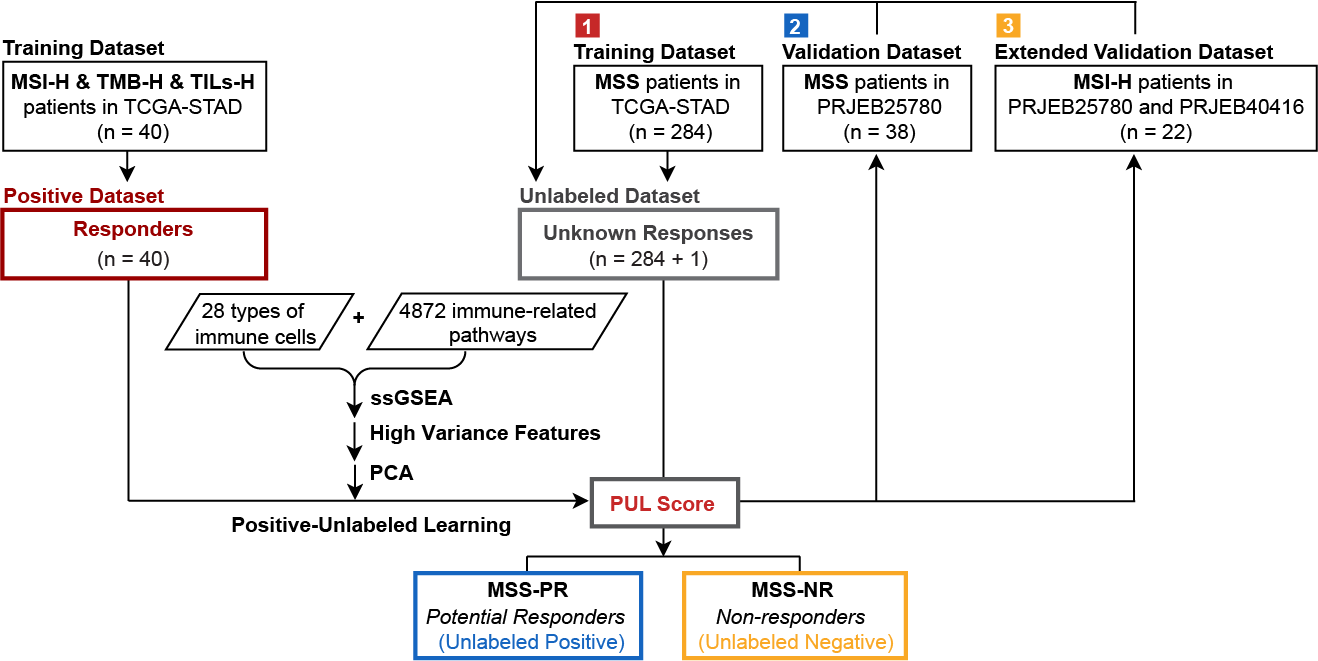 Training Dataset
MSI-H & TMB-H & TILs-H
patients in TCGA-STAD
(n = 40)
Positive Dataset
Responders
(n = 40)
1
Training Dataset
MSS patients in
TCGA-STAD
(n = 284)
2
Validation Dataset
MSS patients in
PRJEB25780
(n = 38)
3
Extended Validation Dataset
MSI-H patients in
PRJEB25780 and PRJEB40416
(n = 22)
Unlabeled Dataset
Unknown Responses
(n = 284 + 1)
28 types of
immune cells
+
4872 immune-related
pathways
ssGSEA
High Variance Features
PCA
Positive-Unlabeled Learning
PUL Score
MSS-PR
Potential Responders
(Unlabeled Positive)
MSS-NR
Non-responders
(Unlabeled Negative)